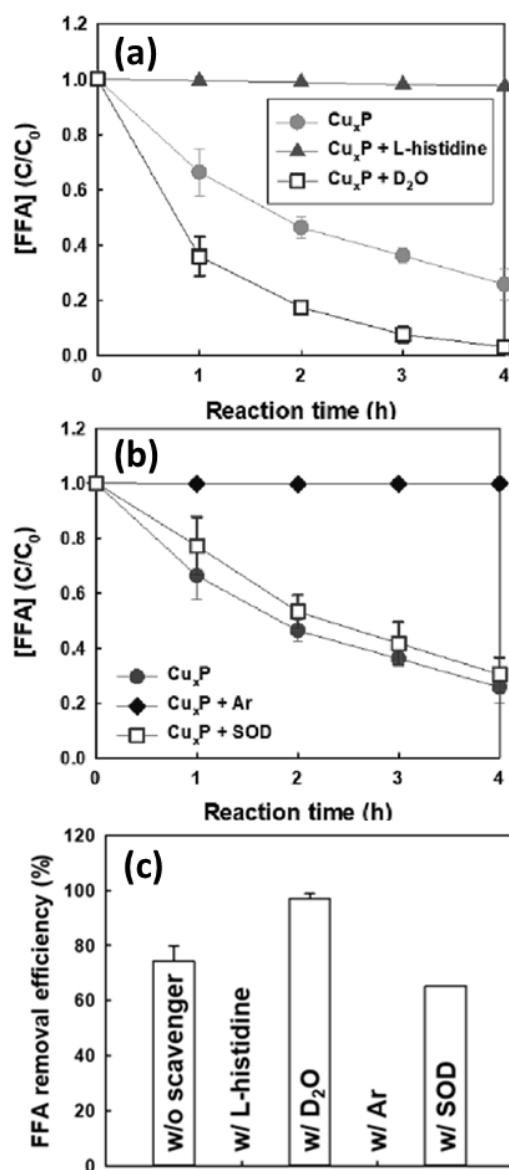 (a)
[FFA] (C/C₀)
1.2
1.0
0.8
0.6
0.4
0.2
0.0
CuₓP
CuₓP + L-histidine
CuₓP + D₂O
0 1 2 3 4
Reaction time (h)
(b)
[FFA] (C/C₀)
1.2
1.0
0.8
0.6
0.4
0.2
0.0
CuₓP
CuₓP + Ar
CuₓP + SOD
0 1 2 3 4
Reaction time (h)
(c)
FFA removal efficiency (%)
120
100
80
60
40
20
0
w/o scavenger
w/ L-histidine
w/ D₂O
w/ Ar
w/ SOD